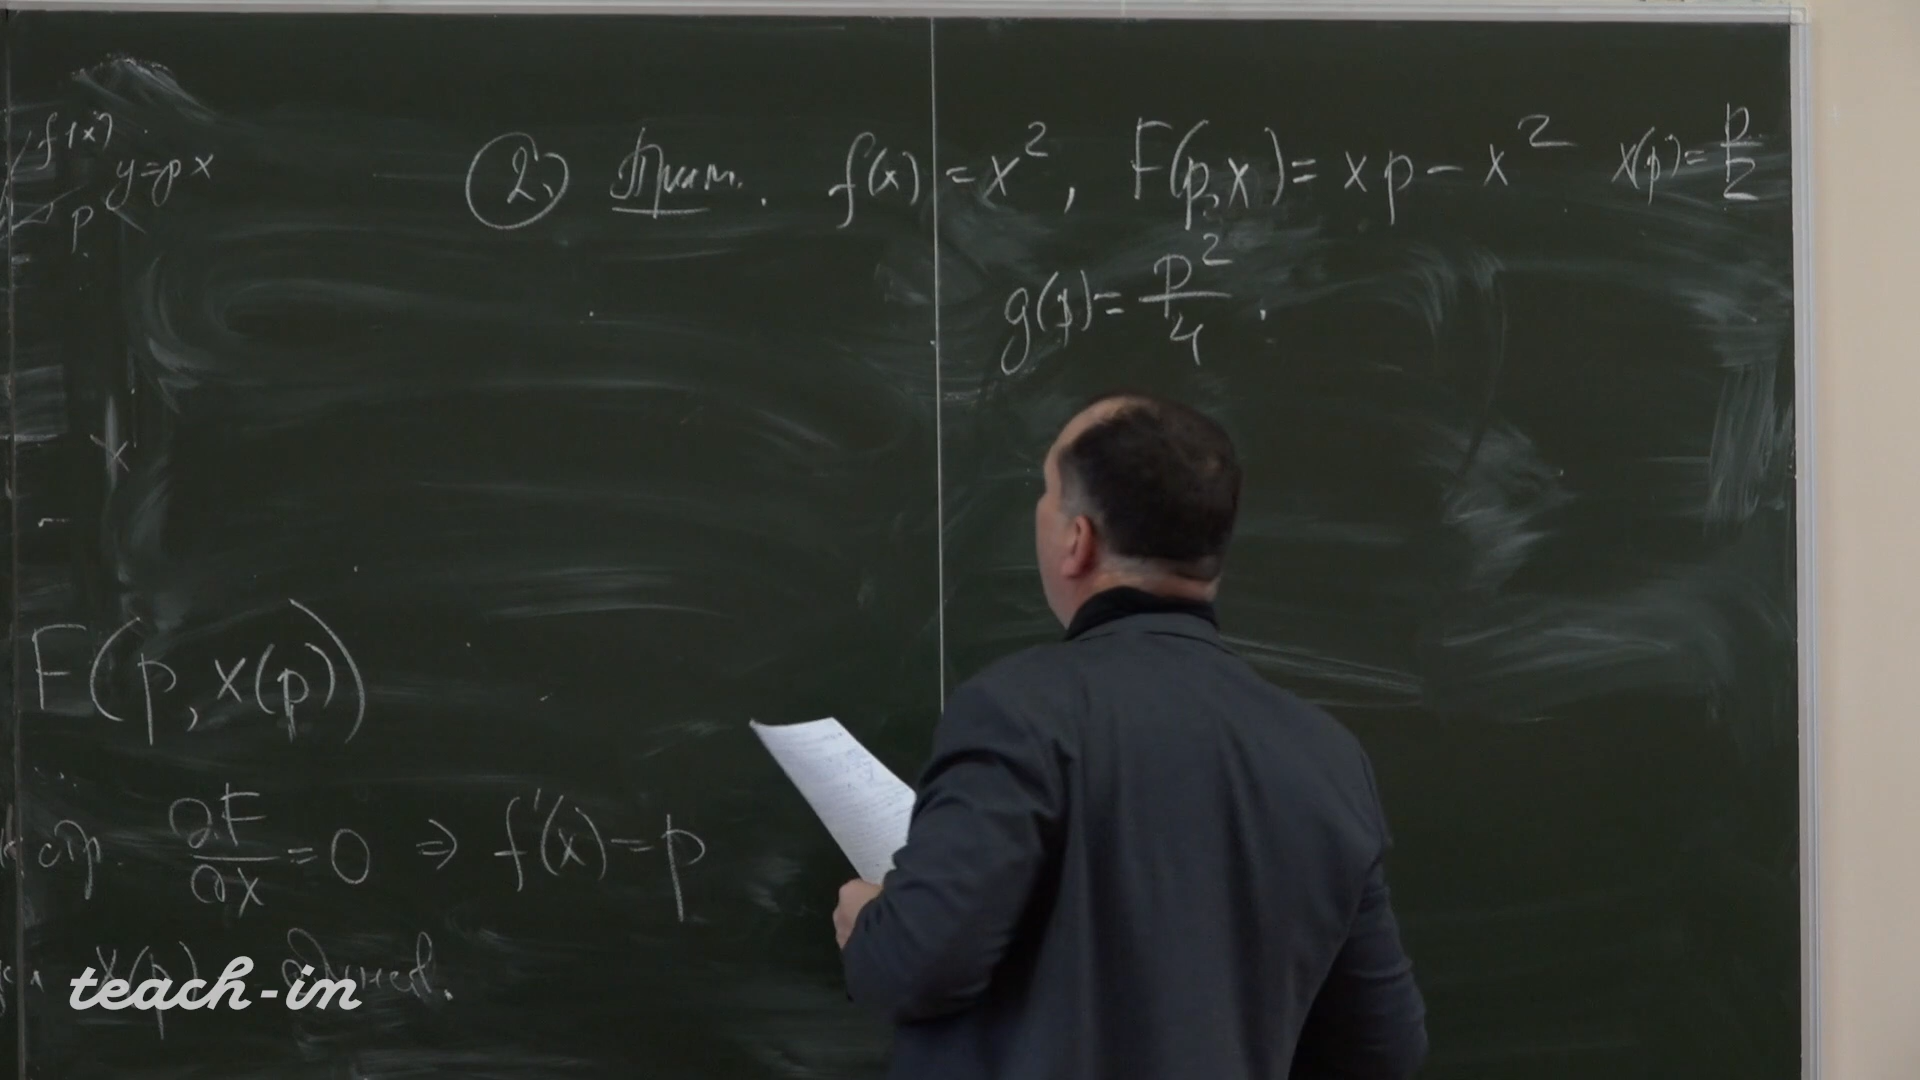 f(x)
y=px
p
② Прим. f(x) = x², F(p,x) = xp − x² x(p) = p/2
g(p) = p²/4.
x
F(p, x(p))
∂F/∂x = 0 ⇒ f'(x) = p
x(p)
teach-in